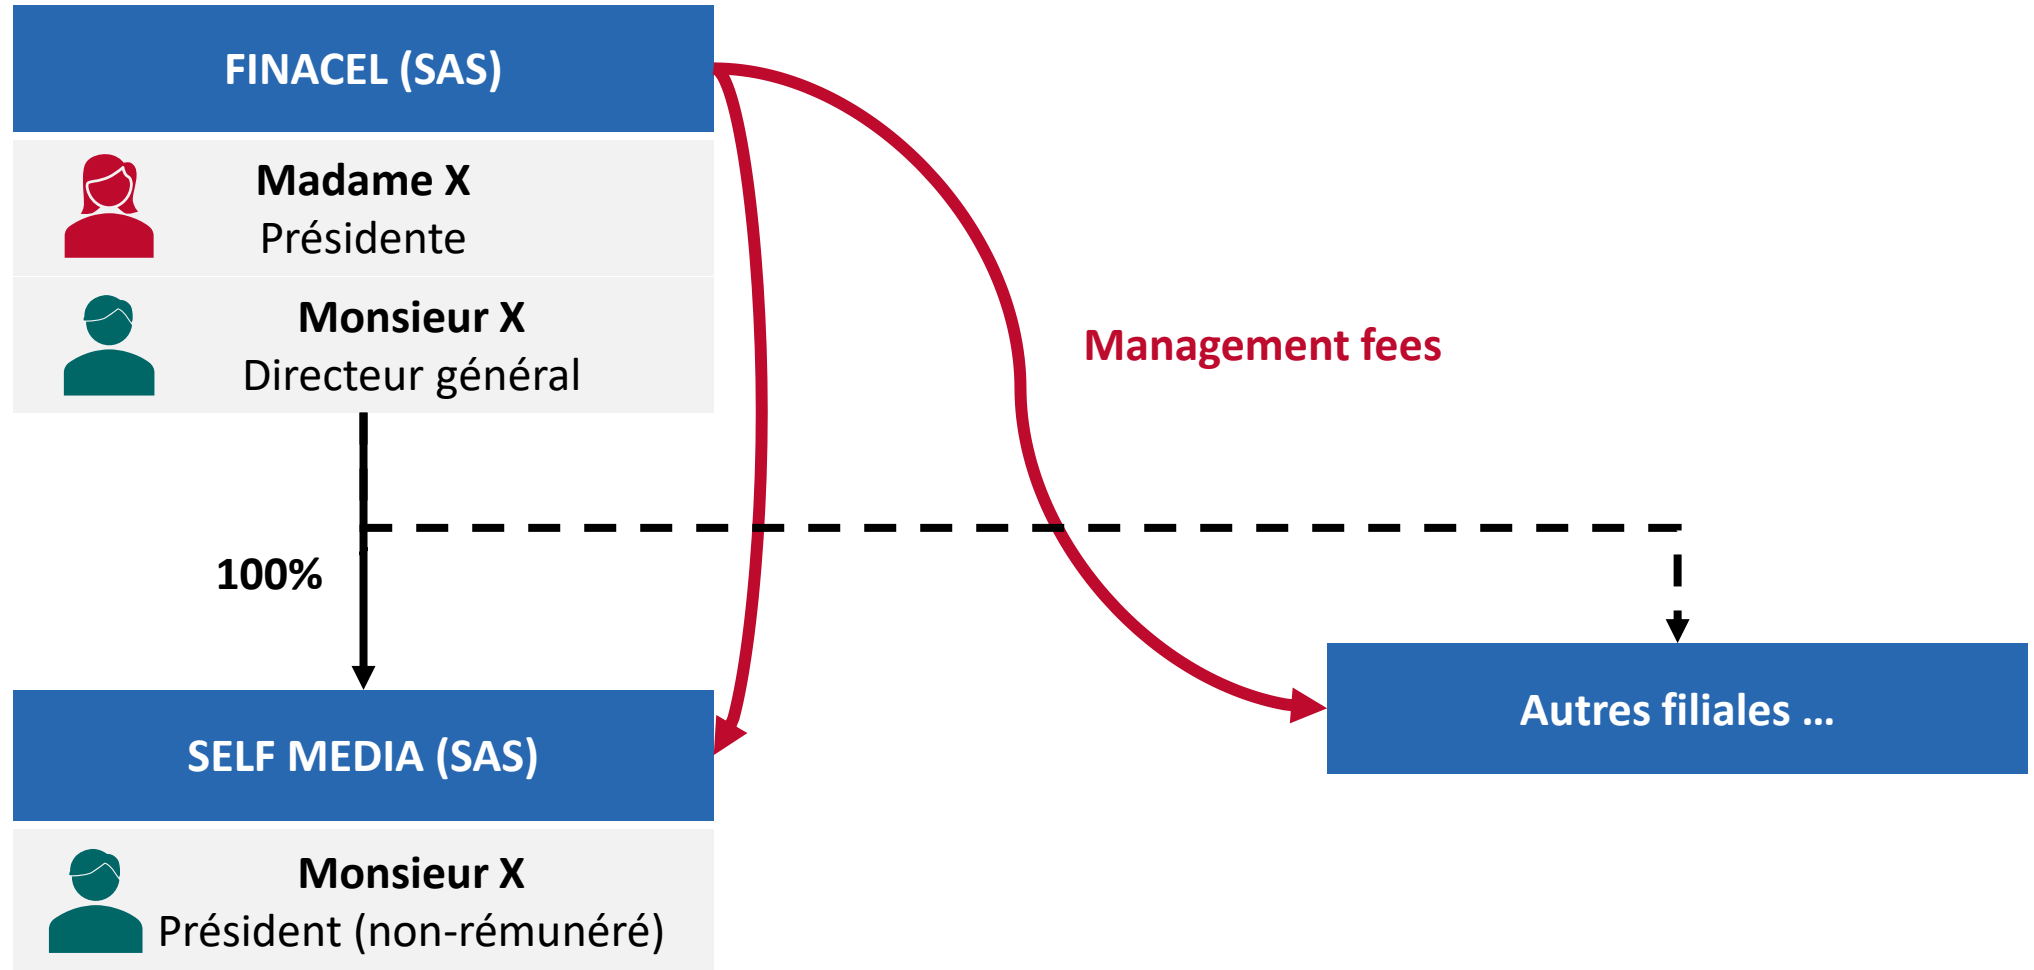 FINACEL (SAS)
Madame X
Présidente
Monsieur X
Directeur général
Management fees
100%
Autres filiales ...
SELF MEDIA (SAS)
Monsieur X
Président (non-rémunéré)